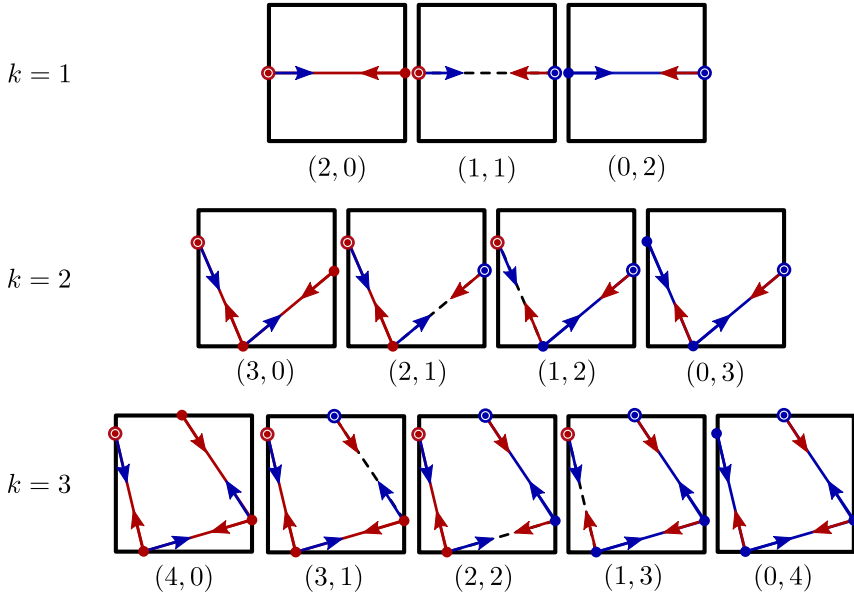 k = 1
(2, 0) (1, 1) (0, 2)
k = 2
(3, 0) (2, 1) (1, 2) (0, 3)
k = 3
(4, 0) (3, 1) (2, 2) (1, 3) (0, 4)